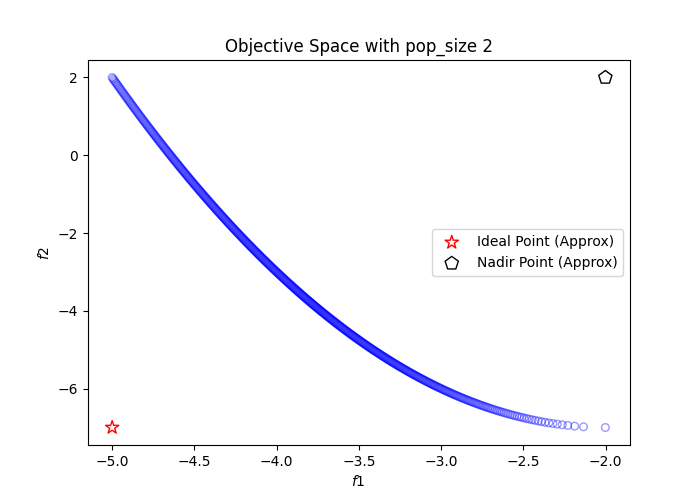 Objective Space with pop_size 2
2
0
−2
−4
−6
f2
Ideal Point (Approx)
Nadir Point (Approx)
−5.0 −4.5 −4.0 −3.5 −3.0 −2.5 −2.0
f1